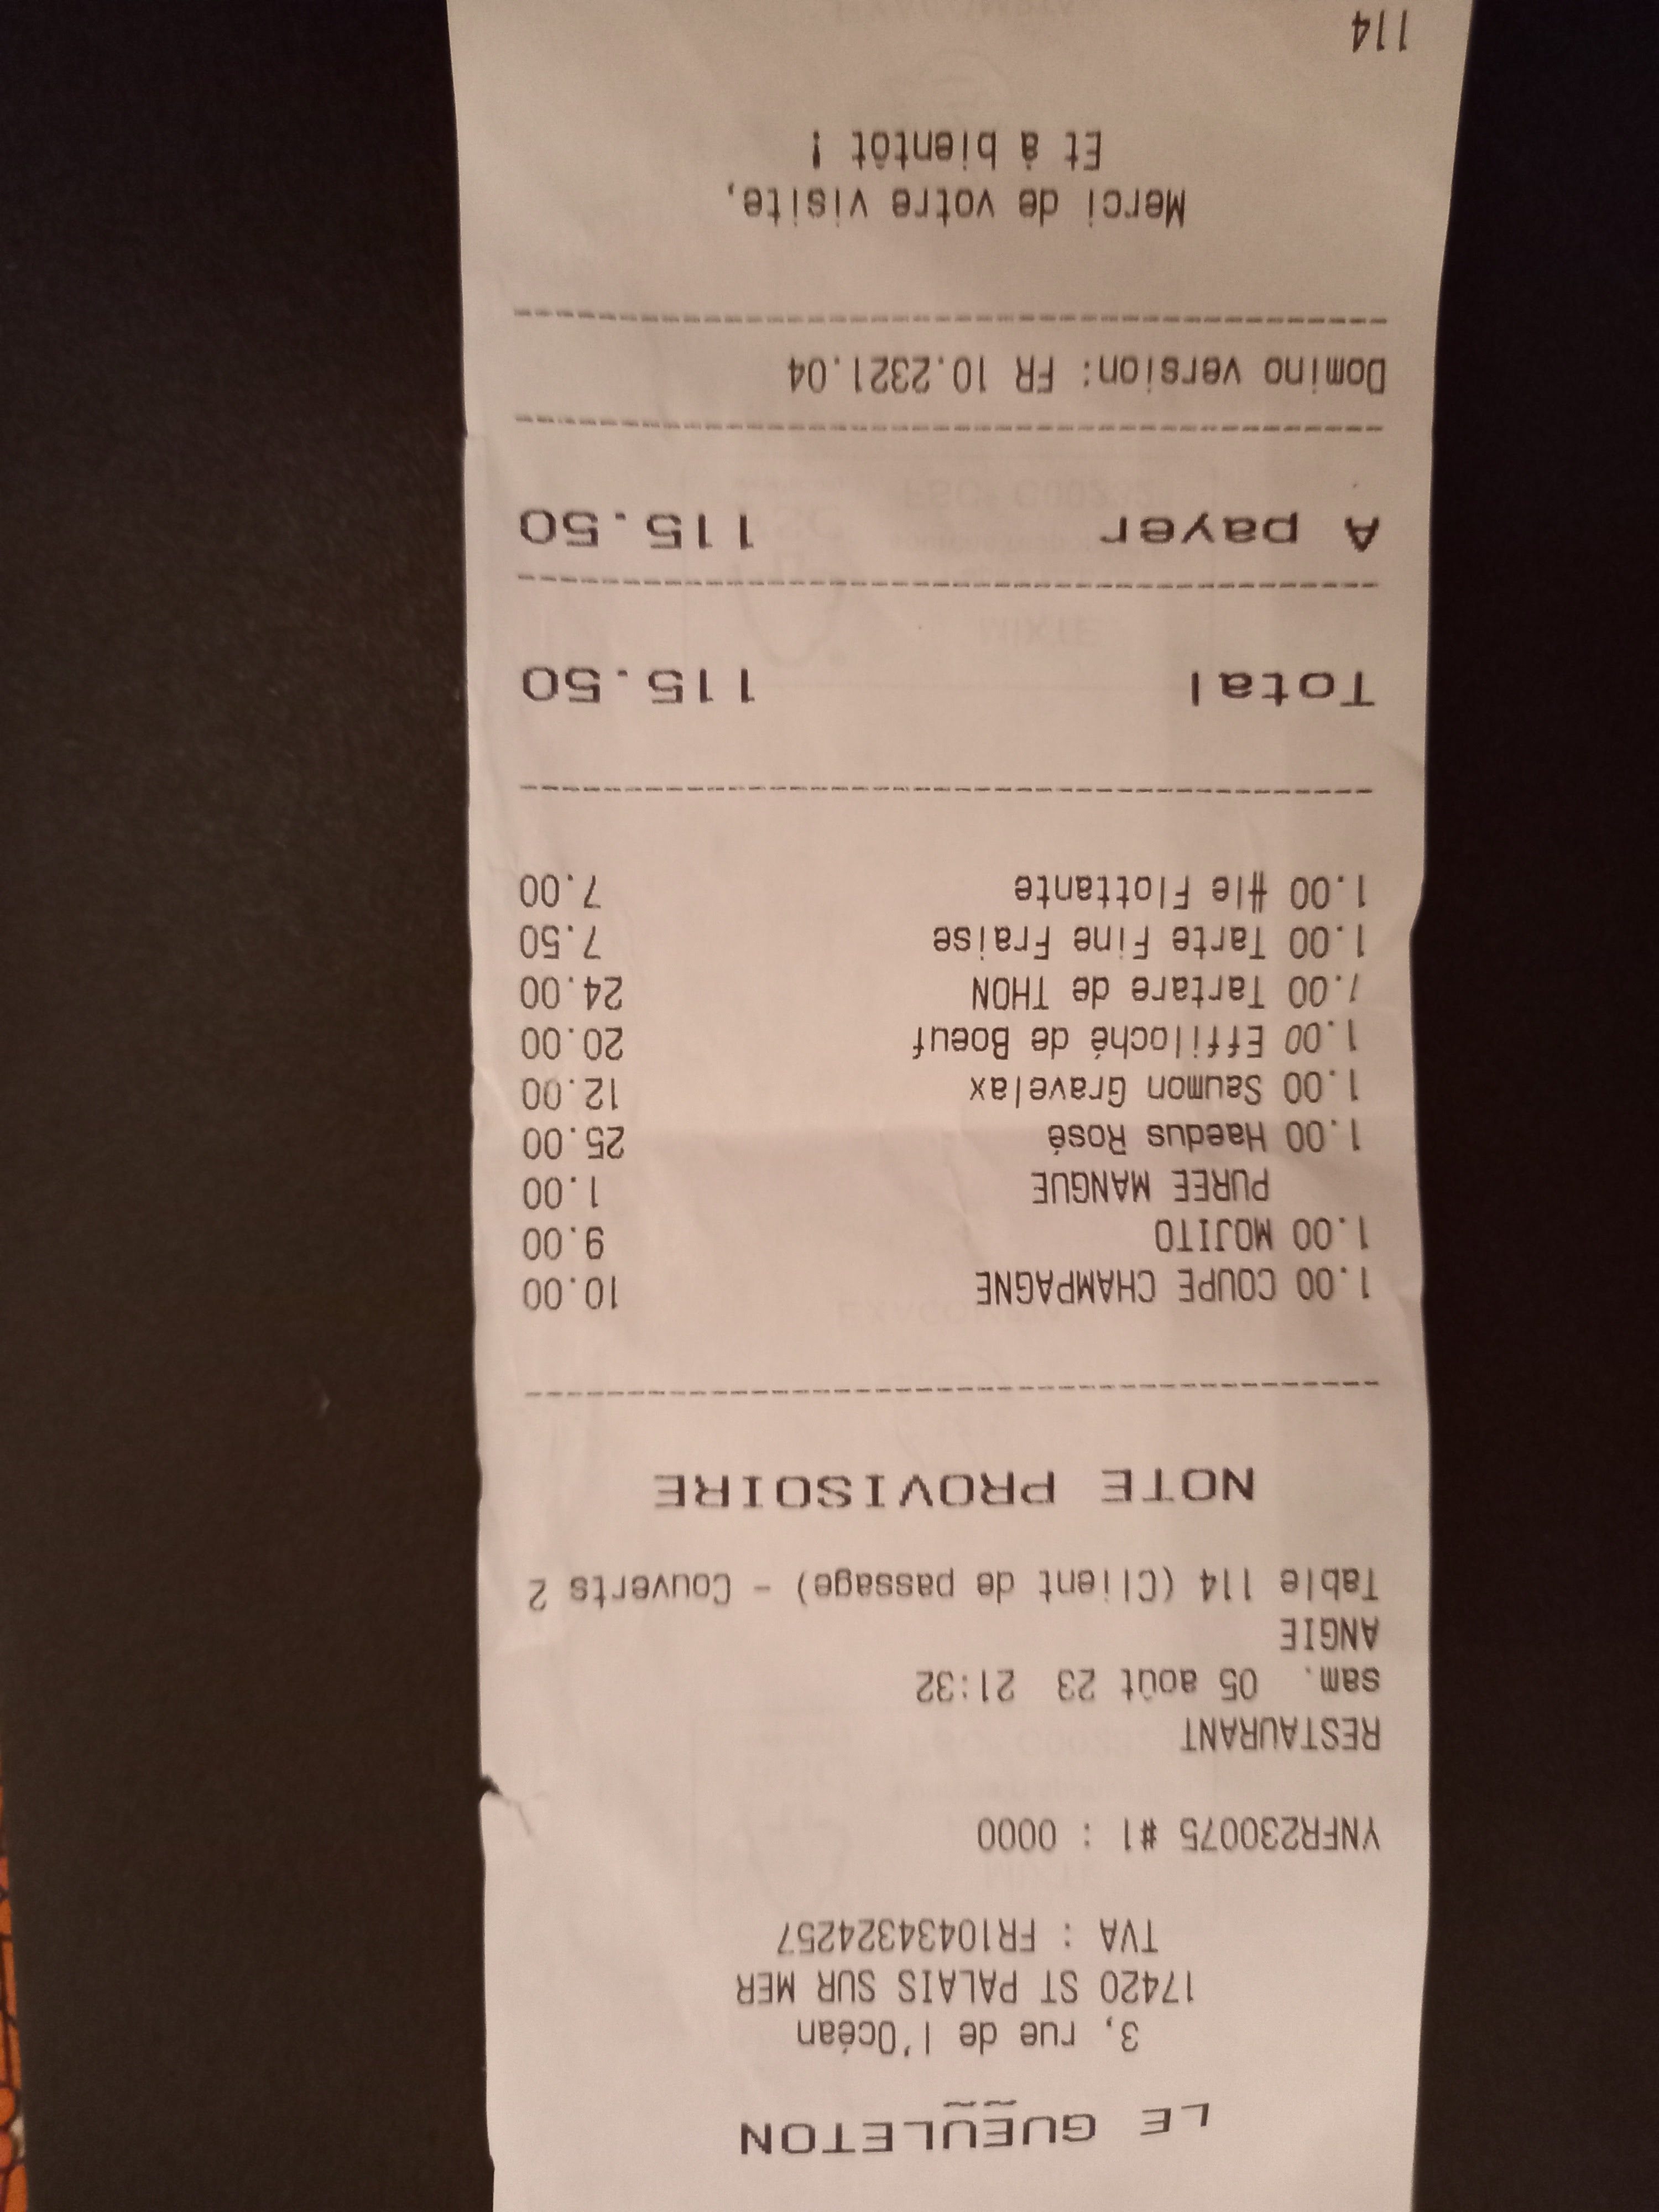 LE GUEULETON
3, rue de l'Océan
17420 ST PALAIS SUR MER
TVA : FR10434324257
YNFR230075 #1 : 0000
RESTAURANT
sam. 05 août 23 21:32
ANGIE
Table 114 (Client de passage) - Couverts 2
NOTE PROVISOIRE
1.00 COUPE CHAMPAGNE 10.00
1.00 MOJITO 9.00
PUREE MANGUE 1.00
1.00 Haedus Rosé 25.00
1.00 Saumon Gravelax 12.00
1.00 Effiloché de Boeuf 20.00
1.00 Tartare de THON 24.00
1.00 Tarte Fine Fraise 7.50
1.00 #le Flottante 7.00
Total 115.50
A payer 115.50
Domino version: FR 10.2321.04
Merci de votre visite,
Et à bientôt !
114